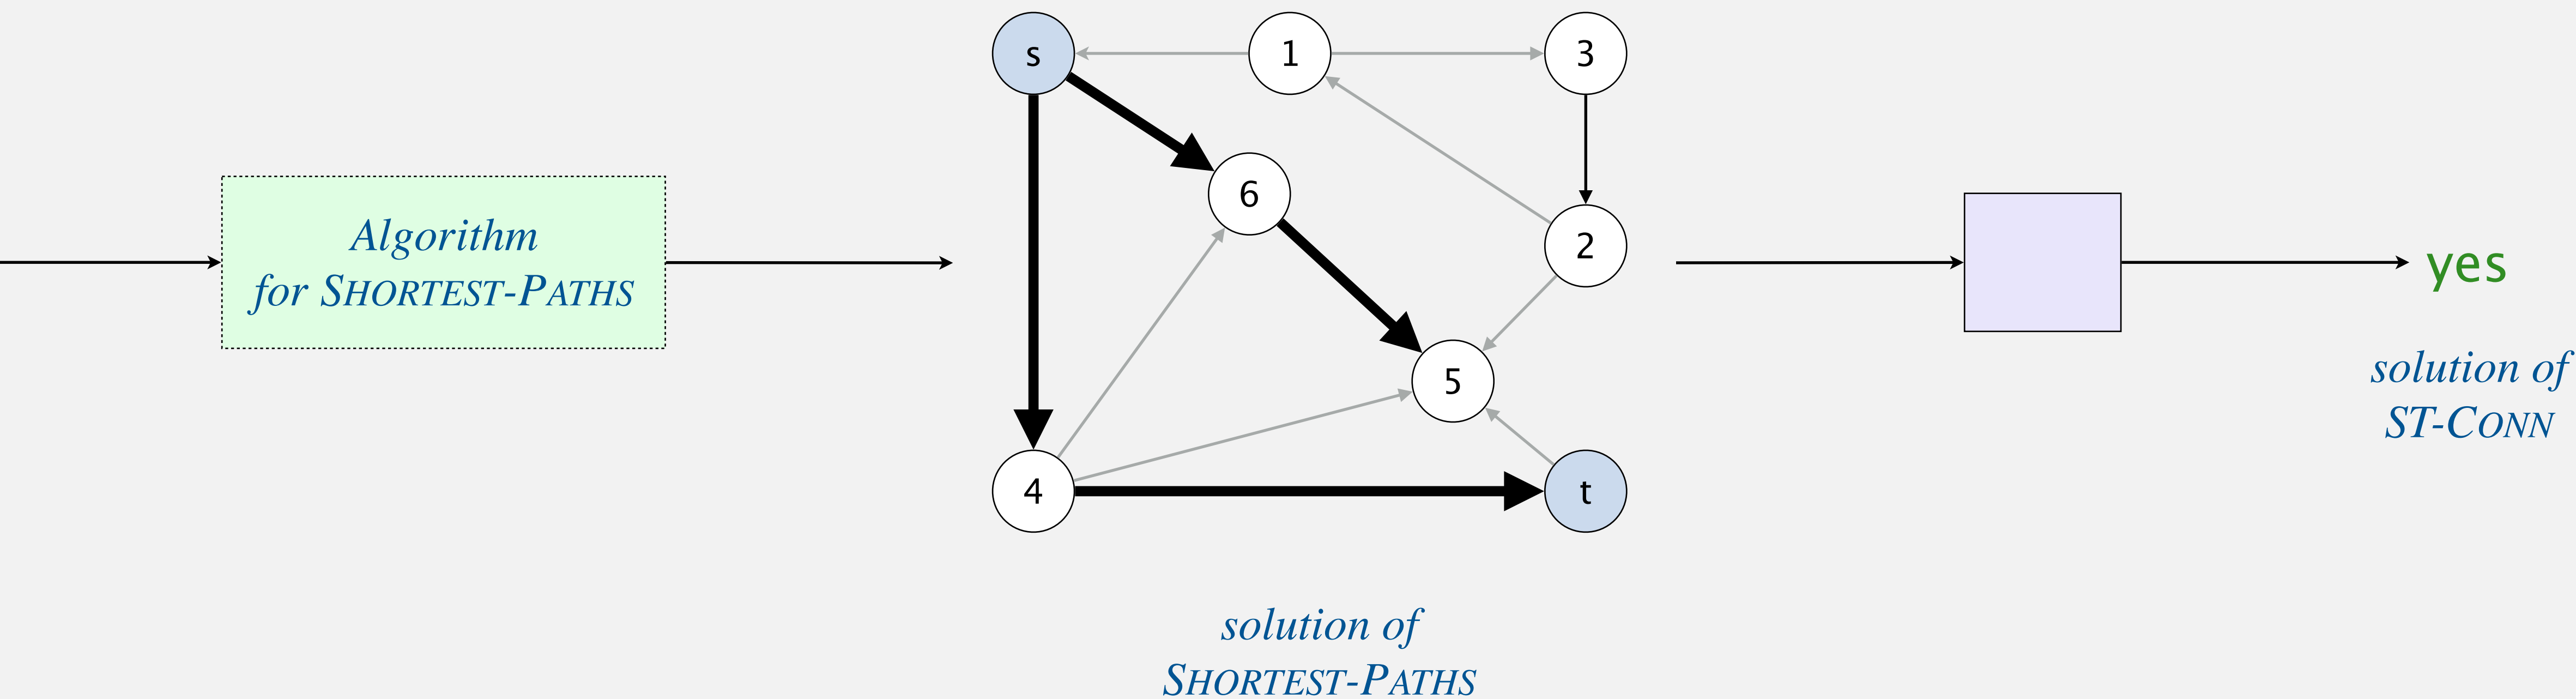 s
1
3
6
2
5
4
t
Algorithm
for SHORTEST-PATHS
yes
solution of
ST-CONN
solution of
SHORTEST-PATHS